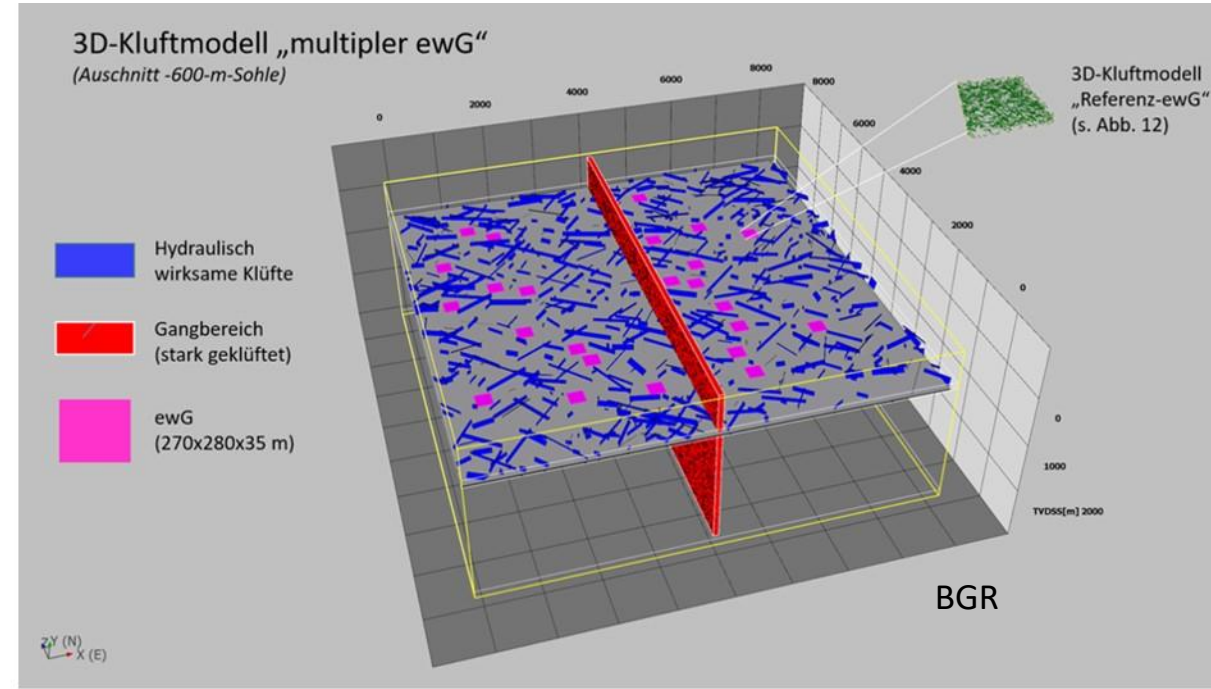 3D-Kluftmodell „multipler ewG“
(Auschnitt -600-m-Sohle)
3D-Kluftmodell
„Referenz-ewG“
(s. Abb. 12)
0
2000
4000
6000
8000
8000
6000
4000
2000
0
0
1000
TVDSS[m] 2000
Hydraulisch
wirksame Klüfte
Gangbereich
(stark geklüftet)
ewG
(270x280x35 m)
BGR
Z
Y (N)
X (E)